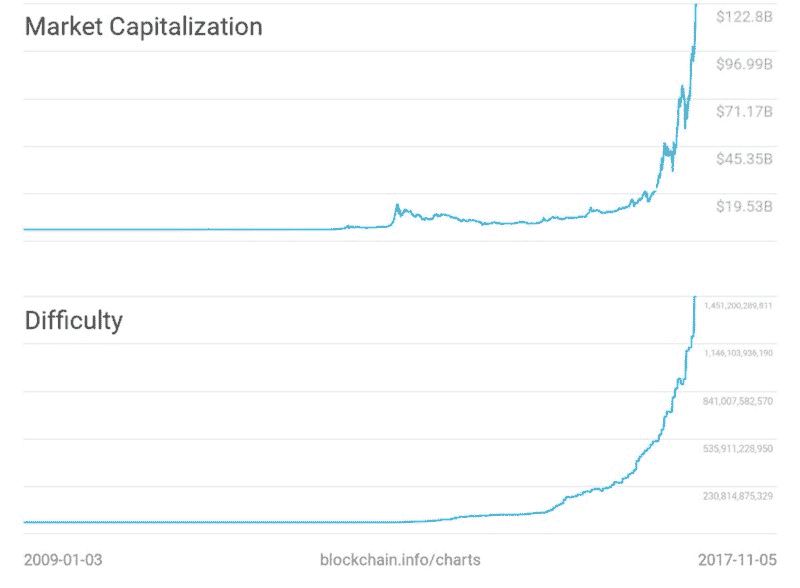 Market Capitalization
$122.8B
$96.99B
$71.17B
$45.35B
$19.53B
Difficulty
1,451,200,289,811
1,146,103,936,190
841,007,582,570
535,911,228,950
230,814,875,329
2009-01-03 blockchain.info/charts 2017-11-05